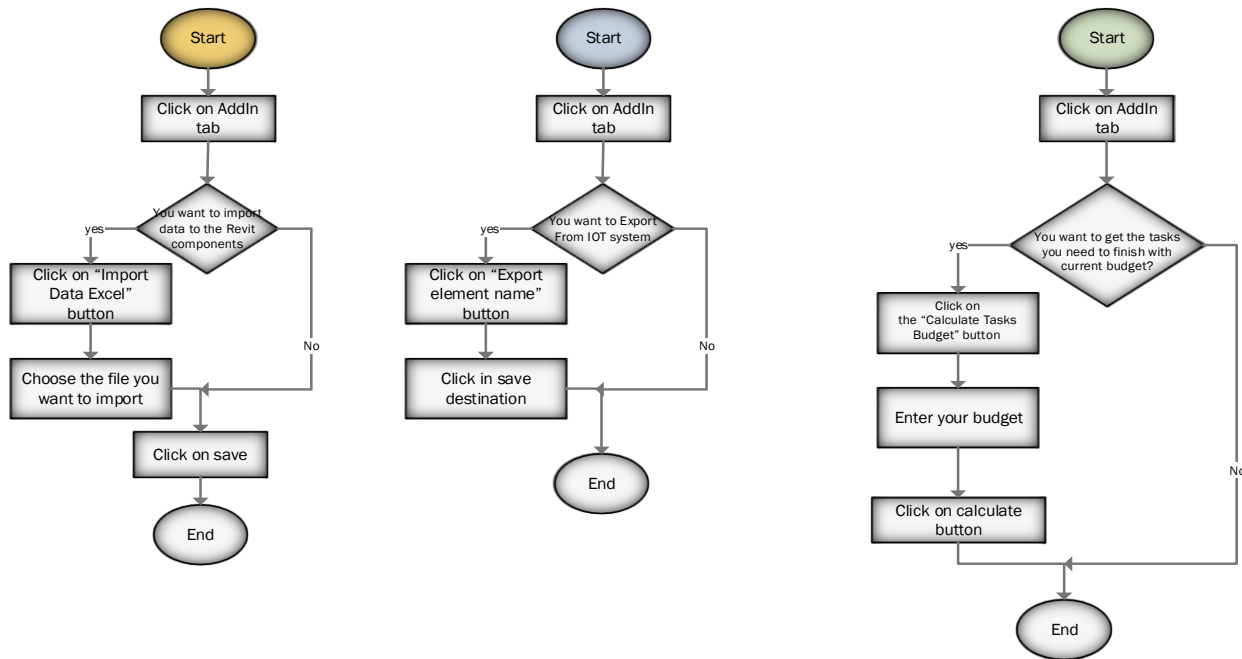 Start
Click on AddIn
tab
You want to import
data to the Revit
components
yes
No
Click on “Import
Data Excel”
button
Choose the file you
want to import
Click on save
End
Start
Click on AddIn
tab
You want to Export
From IOT system
yes
No
Click on “Export
element name”
button
Click in save
destination
End
Start
Click on AddIn
tab
You want to get the tasks
you need to finish with
current budget?
yes
No
Click on
the “Calculate Tasks
Budget” button
Enter your budget
Click on calculate
button
End